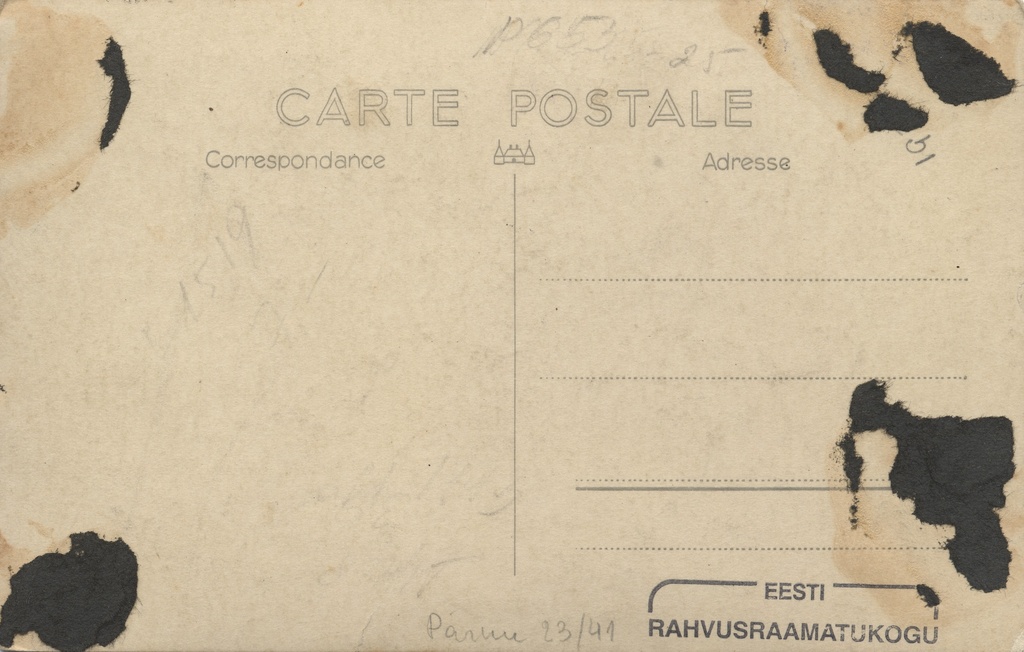 CARTE POSTALE
Correspondance
Adresse
EESTI
RAHVUSRAAMATUKOGU
Pärnu 23/41